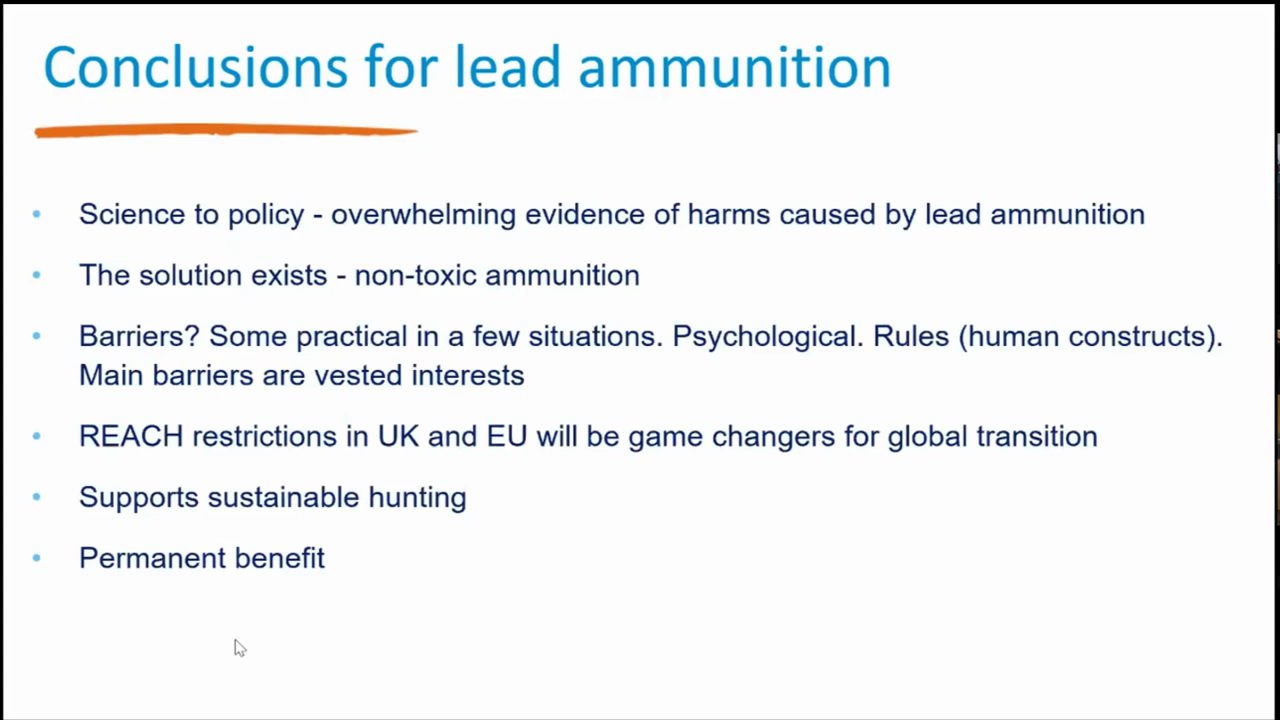 Conclusions for lead ammunition
• Science to policy - overwhelming evidence of harms caused by lead ammunition
• The solution exists - non-toxic ammunition
• Barriers? Some practical in a few situations. Psychological. Rules (human constructs).
Main barriers are vested interests
• REACH restrictions in UK and EU will be game changers for global transition
• Supports sustainable hunting
• Permanent benefit